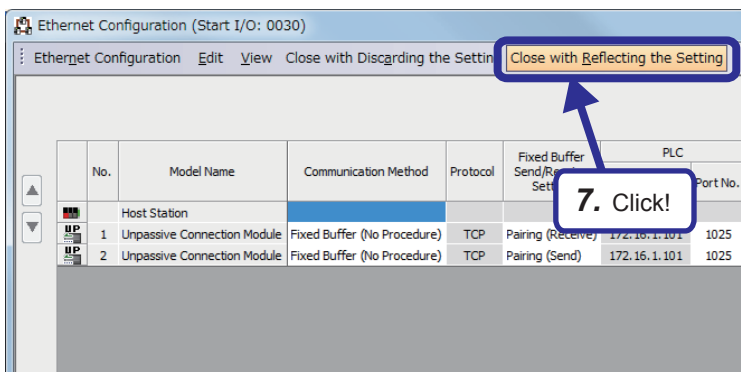 Ethernet Configuration (Start I/O: 0030)
Ethernet Configuration Edit View Close with Discarding the Settin Close with Reflecting the Setting
No. Model Name Communication Method Protocol Fixed Buffer Send/Re Sett PLC Port No.
7. Click!
Host Station
UP 1 Unpassive Connection Module Fixed Buffer (No Procedure) TCP Pairing (Receive) 172.16.1.101 1025
UP 2 Unpassive Connection Module Fixed Buffer (No Procedure) TCP Pairing (Send) 172.16.1.101 1025